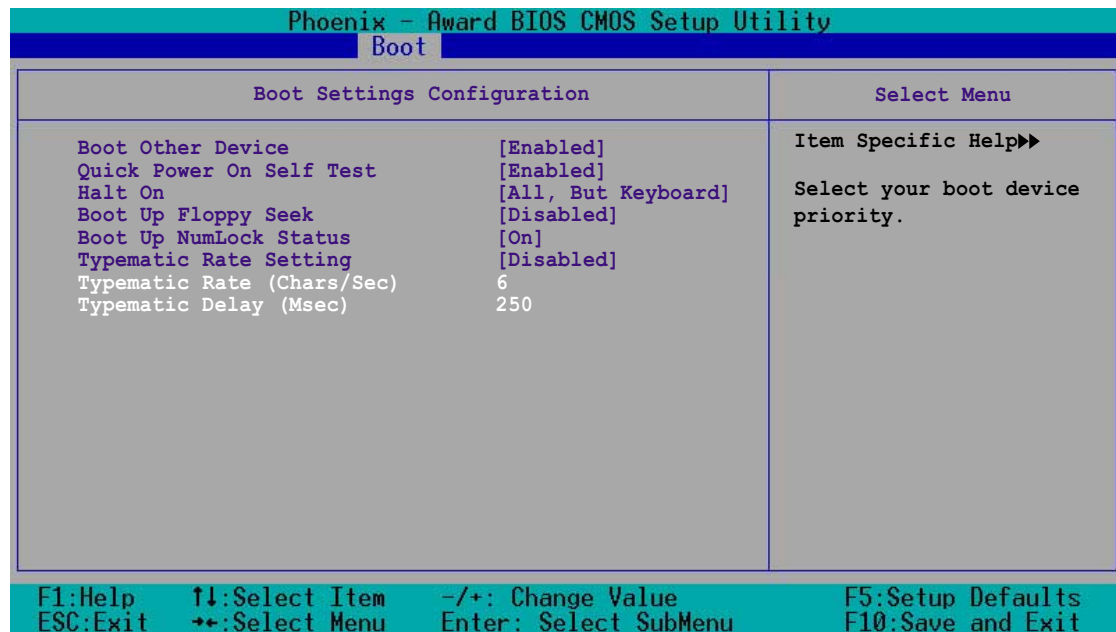 Phoenix - Award BIOS CMOS Setup Utility
Boot
Boot Settings Configuration
Select Menu
Boot Other Device [Enabled]
Quick Power On Self Test [Enabled]
Halt On [All, But Keyboard]
Boot Up Floppy Seek [Disabled]
Boot Up NumLock Status [On]
Typematic Rate Setting [Disabled]
Typematic Rate (Chars/Sec) 6
Typematic Delay (Msec) 250
Item Specific Help▶▶
Select your boot device
priority.
F1:Help ↑↓:Select Item -/+: Change Value F5:Setup Defaults
ESC:Exit →←:Select Menu Enter: Select SubMenu F10:Save and Exit